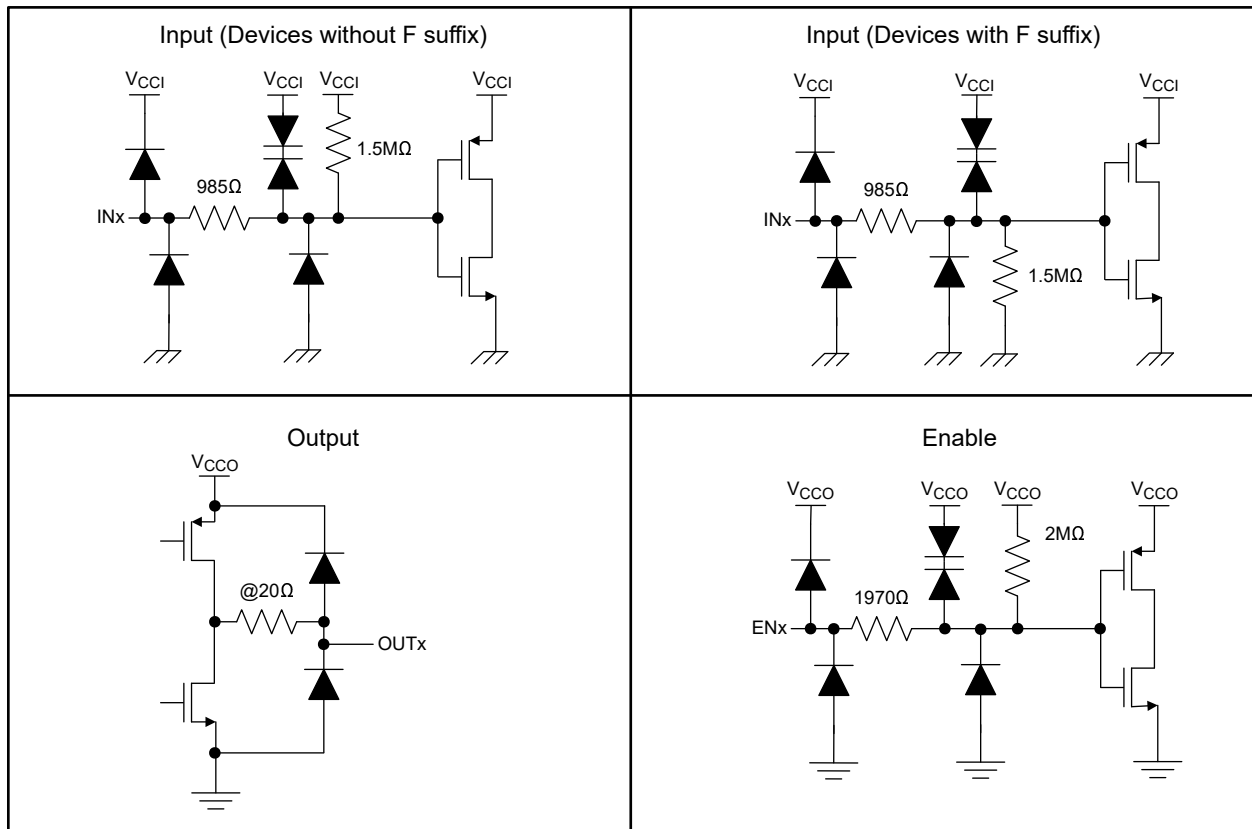 Input (Devices without F suffix)
VCCI
VCCI
VCCI
VCCI
1.5MΩ
985Ω
INx
Input (Devices with F suffix)
VCCI
VCCI
VCCI
985Ω
INx
1.5MΩ
Output
VCCO
@20Ω
OUTx
Enable
VCCO
VCCO
VCCO
VCCO
2MΩ
1970Ω
ENx